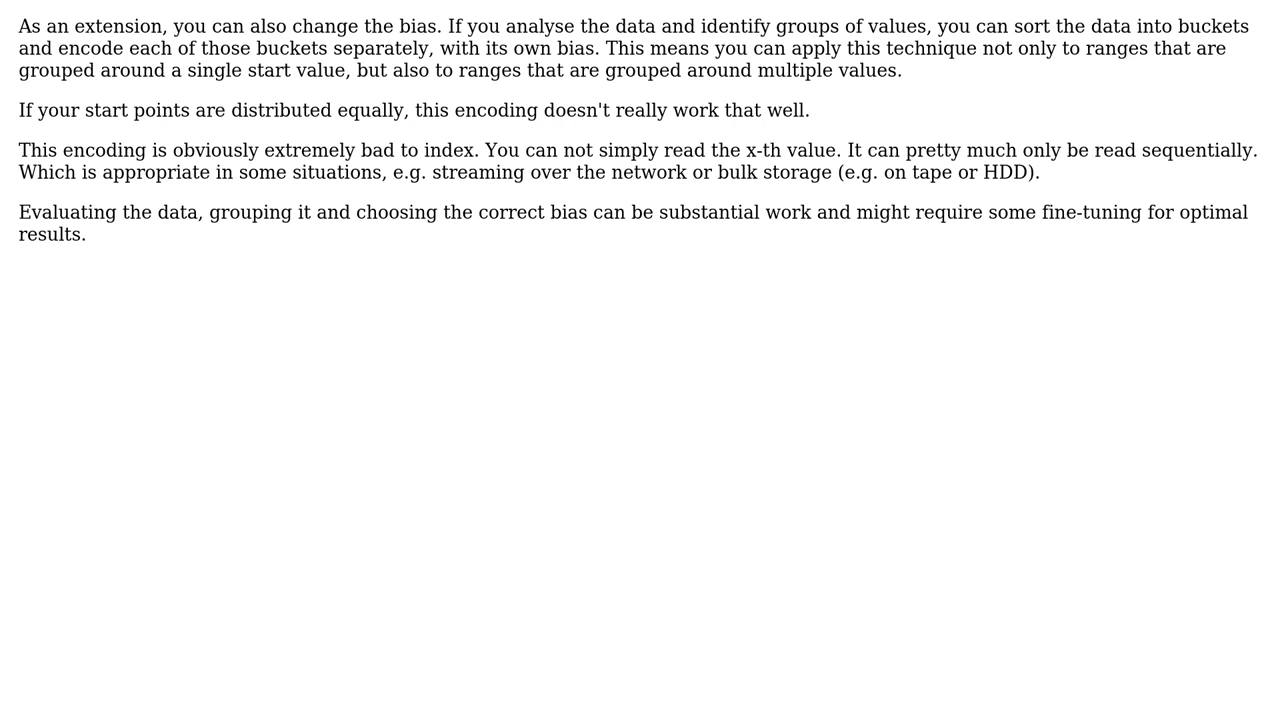 As an extension, you can also change the bias. If you analyse the data and identify groups of values, you can sort the data into buckets
and encode each of those buckets separately, with its own bias. This means you can apply this technique not only to ranges that are
grouped around a single start value, but also to ranges that are grouped around multiple values.
If your start points are distributed equally, this encoding doesn't really work that well.
This encoding is obviously extremely bad to index. You can not simply read the x-th value. It can pretty much only be read sequentially.
Which is appropriate in some situations, e.g. streaming over the network or bulk storage (e.g. on tape or HDD).
Evaluating the data, grouping it and choosing the correct bias can be substantial work and might require some fine-tuning for optimal
results.